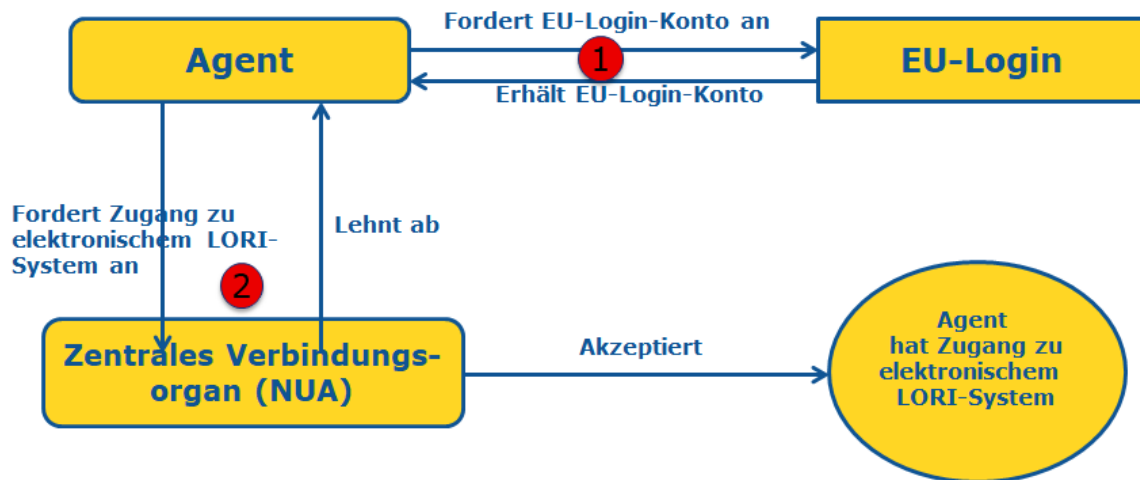 Fordert EU-Login-Konto an
Agent
1
EU-Login
Erhält EU-Login-Konto
Fordert Zugang zu
elektronischem LORI-
System an
Lehnt ab
2
Zentrales Verbindungs-
organ (NUA)
Akzeptiert
Agent
hat Zugang zu
elektronischem
LORI-System